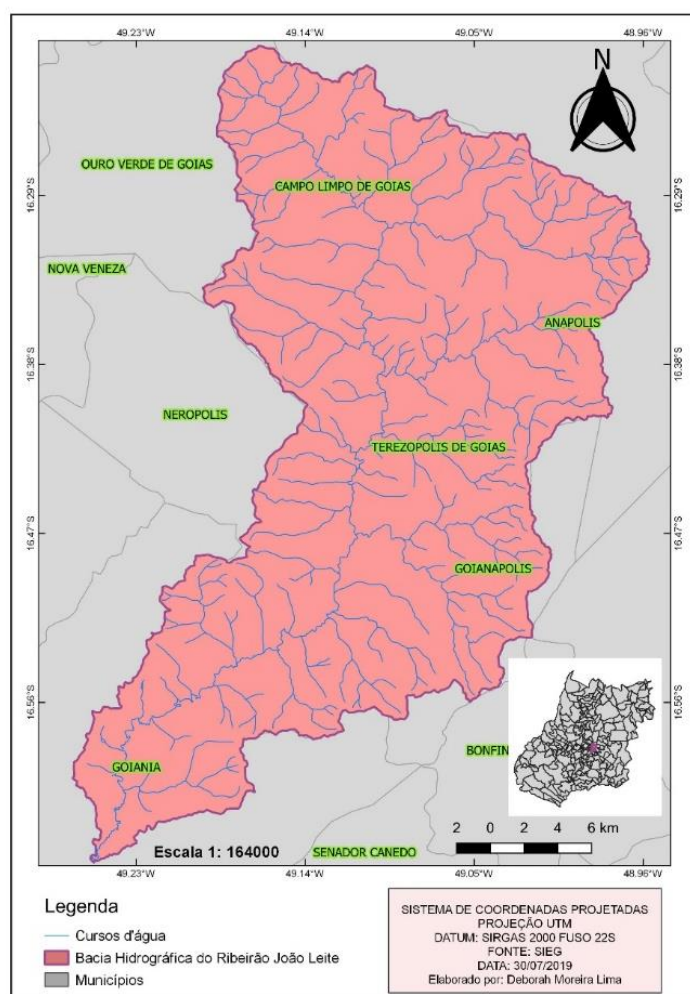 49.23°W 49.14°W 49.05°W 48.96°W
N
OURO VERDE DE GOIAS
CAMPO LIMPO DE GOIAS
16.29°S 16.29°S
NOVA VENEZA
ANAPOLIS
16.38°S 16.38°S
NEROPOLIS
TEREZOPOLIS DE GOIAS
16.47°S 16.47°S
GOIANAPOLIS
16.56°S 16.56°S
BONFIN
GOIANIA
2 0 2 4 6 km
Escala 1: 164000
SENADOR CANEDO
49.23°W 49.14°W 49.05°W 48.96°W
Legenda
Cursos d'água
Bacia Hidrográfica do Ribeirão João Leite
Municípios
SISTEMA DE COORDENADAS PROJETADAS
PROJEÇÃO UTM
DATUM: SIRGAS 2000 FUSO 22S
FONTE: SIEG
DATA: 30/07/2019
Elaborado por: Deborah Moreira Lima